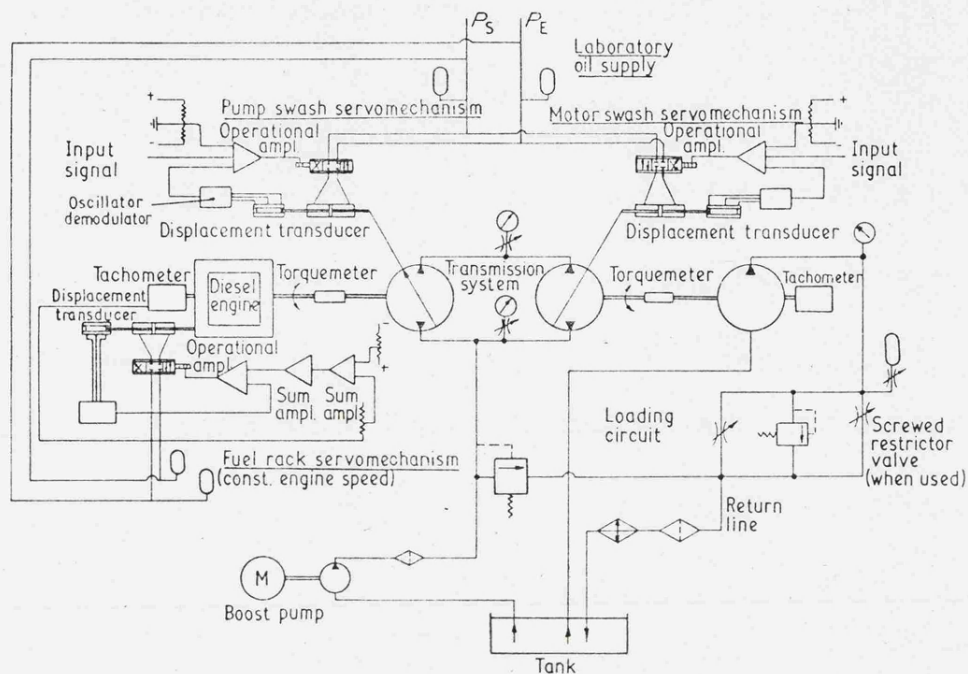 PS PE
Laboratory
oil supply
Pump swash servomechanism
Operational
ampl.
Motor swash servomechanism
Operational
ampl.
Input
signal
Input
signal
Oscillator
demodulator
Displacement transducer
Displacement transducer
Tachometer
Displacement
transducer
Diesel
engine
Torquemeter
Transmission
system
Torquemeter
Tachometer
Operational
ampl.
Sum
ampl.
Sum
ampl.
Loading
circuit
Screwed
restrictor
valve
(when used)
Fuel rack servomechanism
(const. engine speed)
Return
line
M
Boost pump
Tank